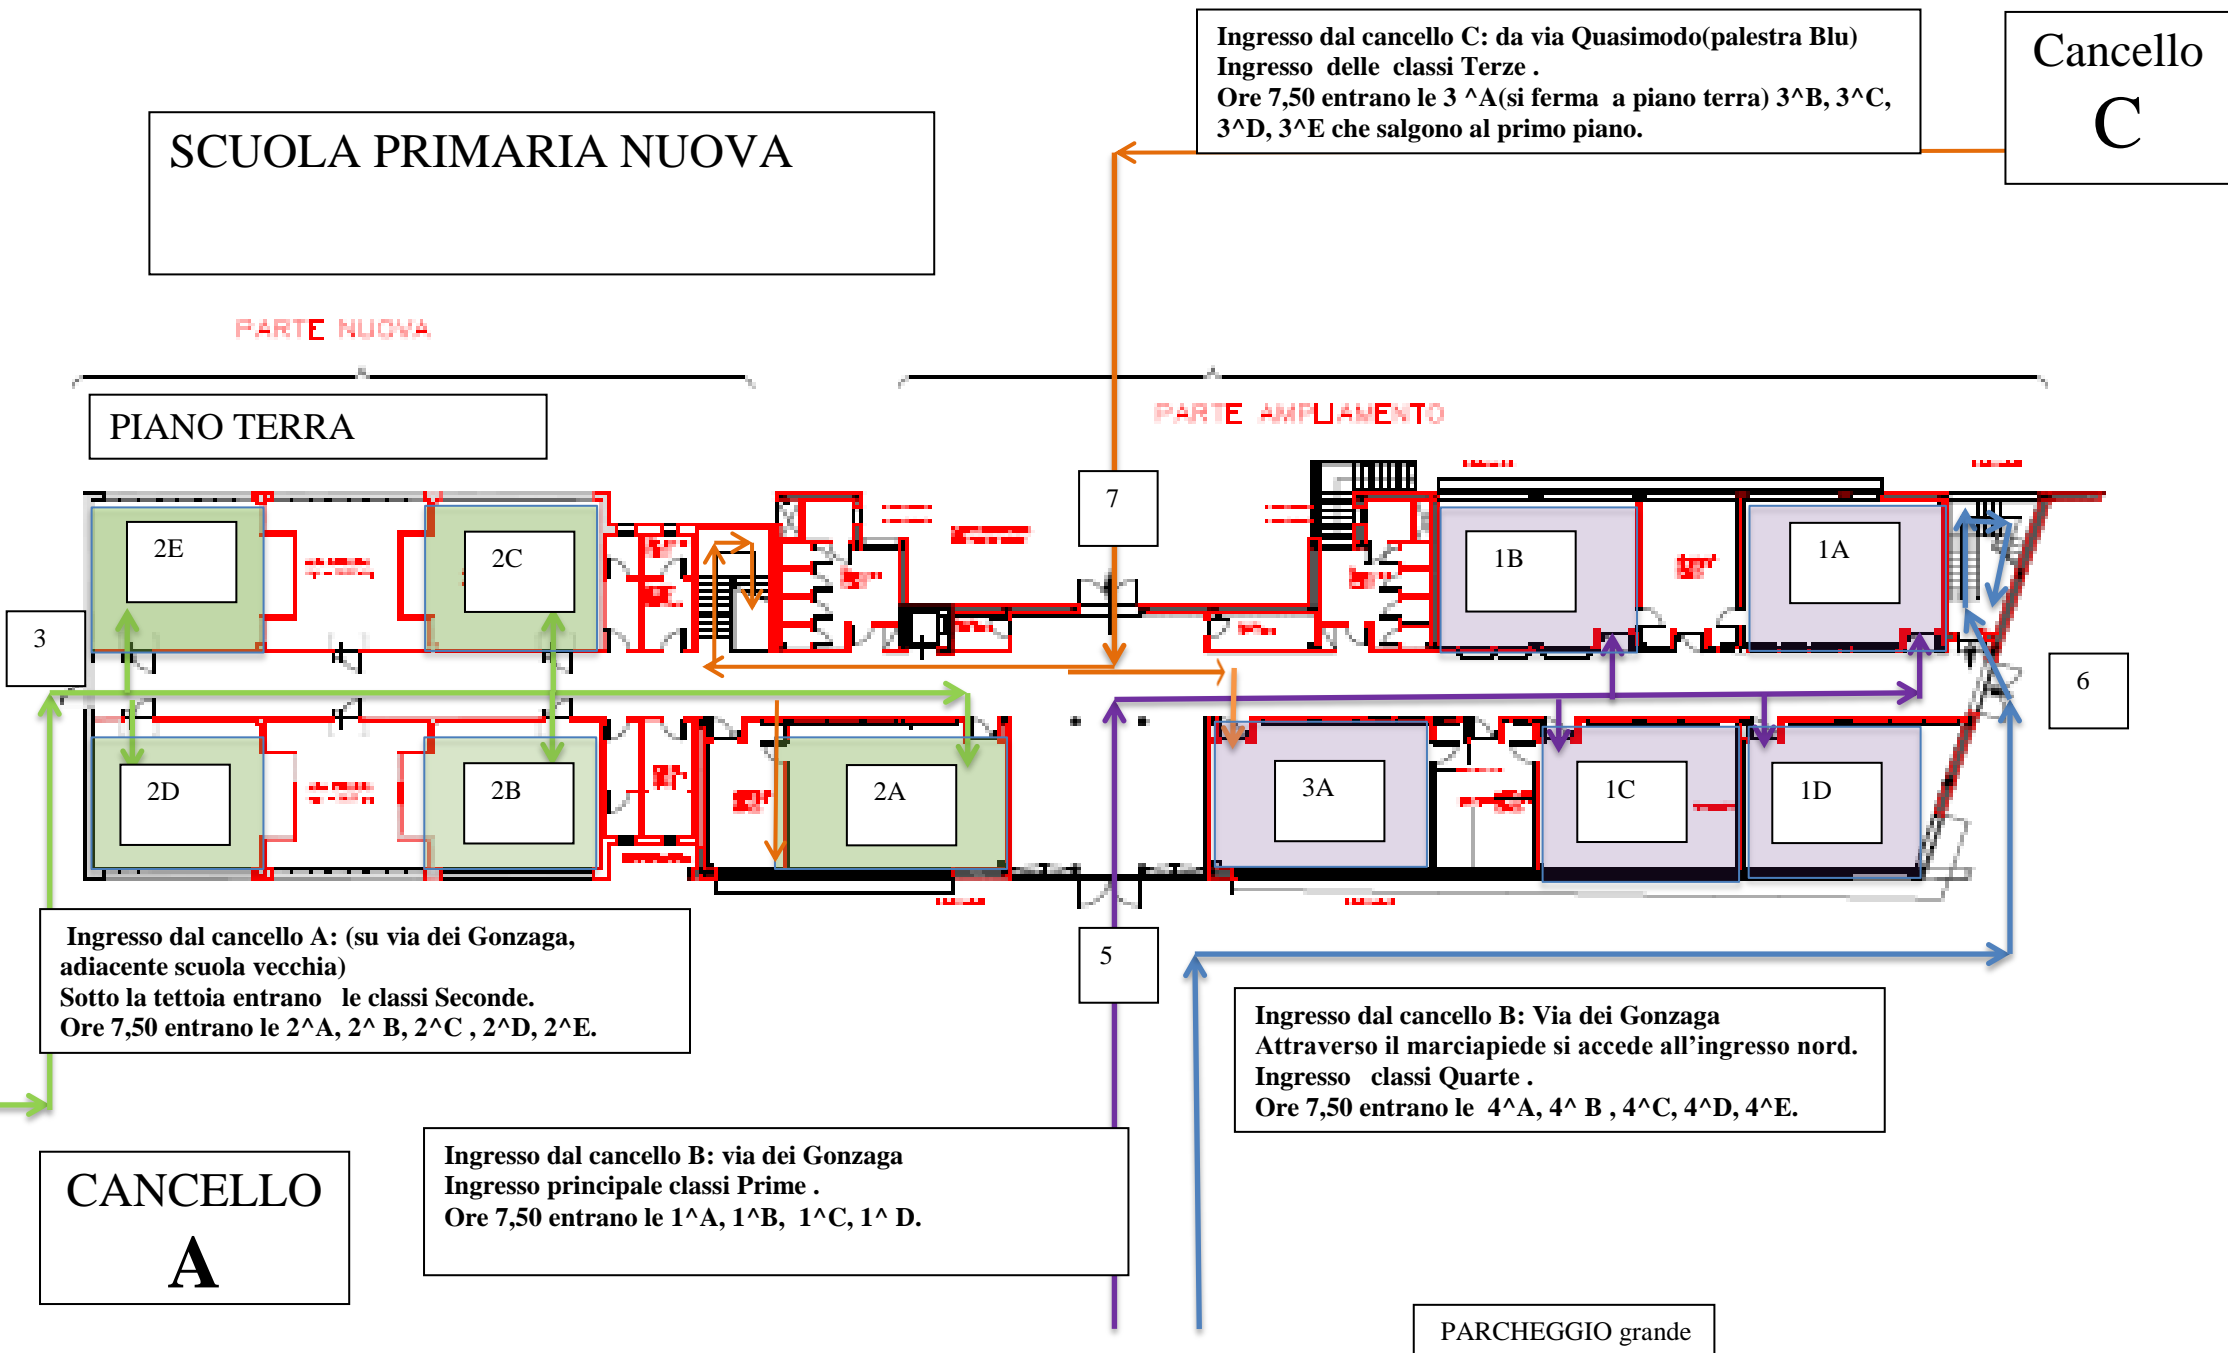 Ingresso dal cancello C: da via Quasimodo(palestra Blu)
Ingresso delle classi Terze .
Ore 7,50 entrano le 3 ^A(si ferma a piano terra) 3^B, 3^C,
3^D, 3^E che salgono al primo piano.
Cancello
C
SCUOLA PRIMARIA NUOVA
PARTE NUOVA
PIANO TERRA
PARTE AMPLIAMENTO
7
2E
2C
1B
1A
3
6
2D
2B
2A
3A
1C
1D
Ingresso dal cancello A: (su via dei Gonzaga,
adiacente scuola vecchia)
Sotto la tettoia entrano le classi Seconde.
Ore 7,50 entrano le 2^A, 2^ B, 2^C , 2^D, 2^E.
5
Ingresso dal cancello B: Via dei Gonzaga
Attraverso il marciapiede si accede all’ingresso nord.
Ingresso classi Quarte .
Ore 7,50 entrano le 4^A, 4^ B , 4^C, 4^D, 4^E.
CANCELLO
A
Ingresso dal cancello B: via dei Gonzaga
Ingresso principale classi Prime .
Ore 7,50 entrano le 1^A, 1^B, 1^C, 1^ D.
PARCHEGGIO grande